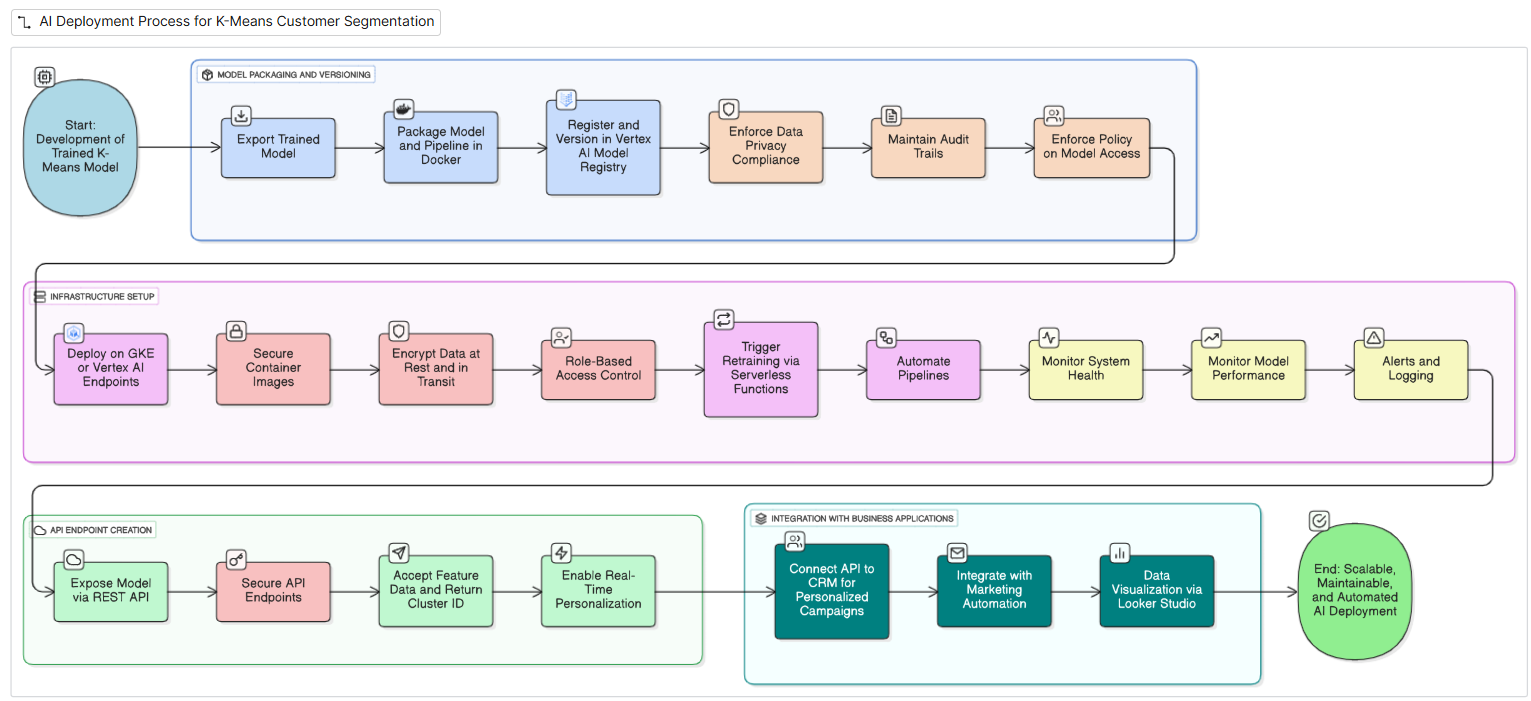 AI Deployment Process for K-Means Customer Segmentation
MODEL PACKAGING AND VERSIONING
Start:
Development of
Trained K-
Means Model
Export Trained
Model
Package Model
and Pipeline in
Docker
Register and
Version in Vertex
AI Model
Registry
Enforce Data
Privacy
Compliance
Maintain Audit
Trails
Enforce Policy
on Model Access
INFRASTRUCTURE SETUP
Deploy on GKE
or Vertex AI
Endpoints
Secure
Container
Images
Encrypt Data at
Rest and in
Transit
Role-Based
Access Control
Trigger
Retraining via
Serverless
Functions
Automate
Pipelines
Monitor System
Health
Monitor Model
Performance
Alerts and
Logging
API ENDPOINT CREATION
Expose Model
via REST API
Secure API
Endpoints
Accept Feature
Data and Return
Cluster ID
Enable Real-
Time
Personalization
INTEGRATION WITH BUSINESS APPLICATIONS
Connect API to
CRM for
Personalized
Campaigns
Integrate with
Marketing
Automation
Data
Visualization via
Looker Studio
End: Scalable,
Maintainable,
and Automated
AI Deployment